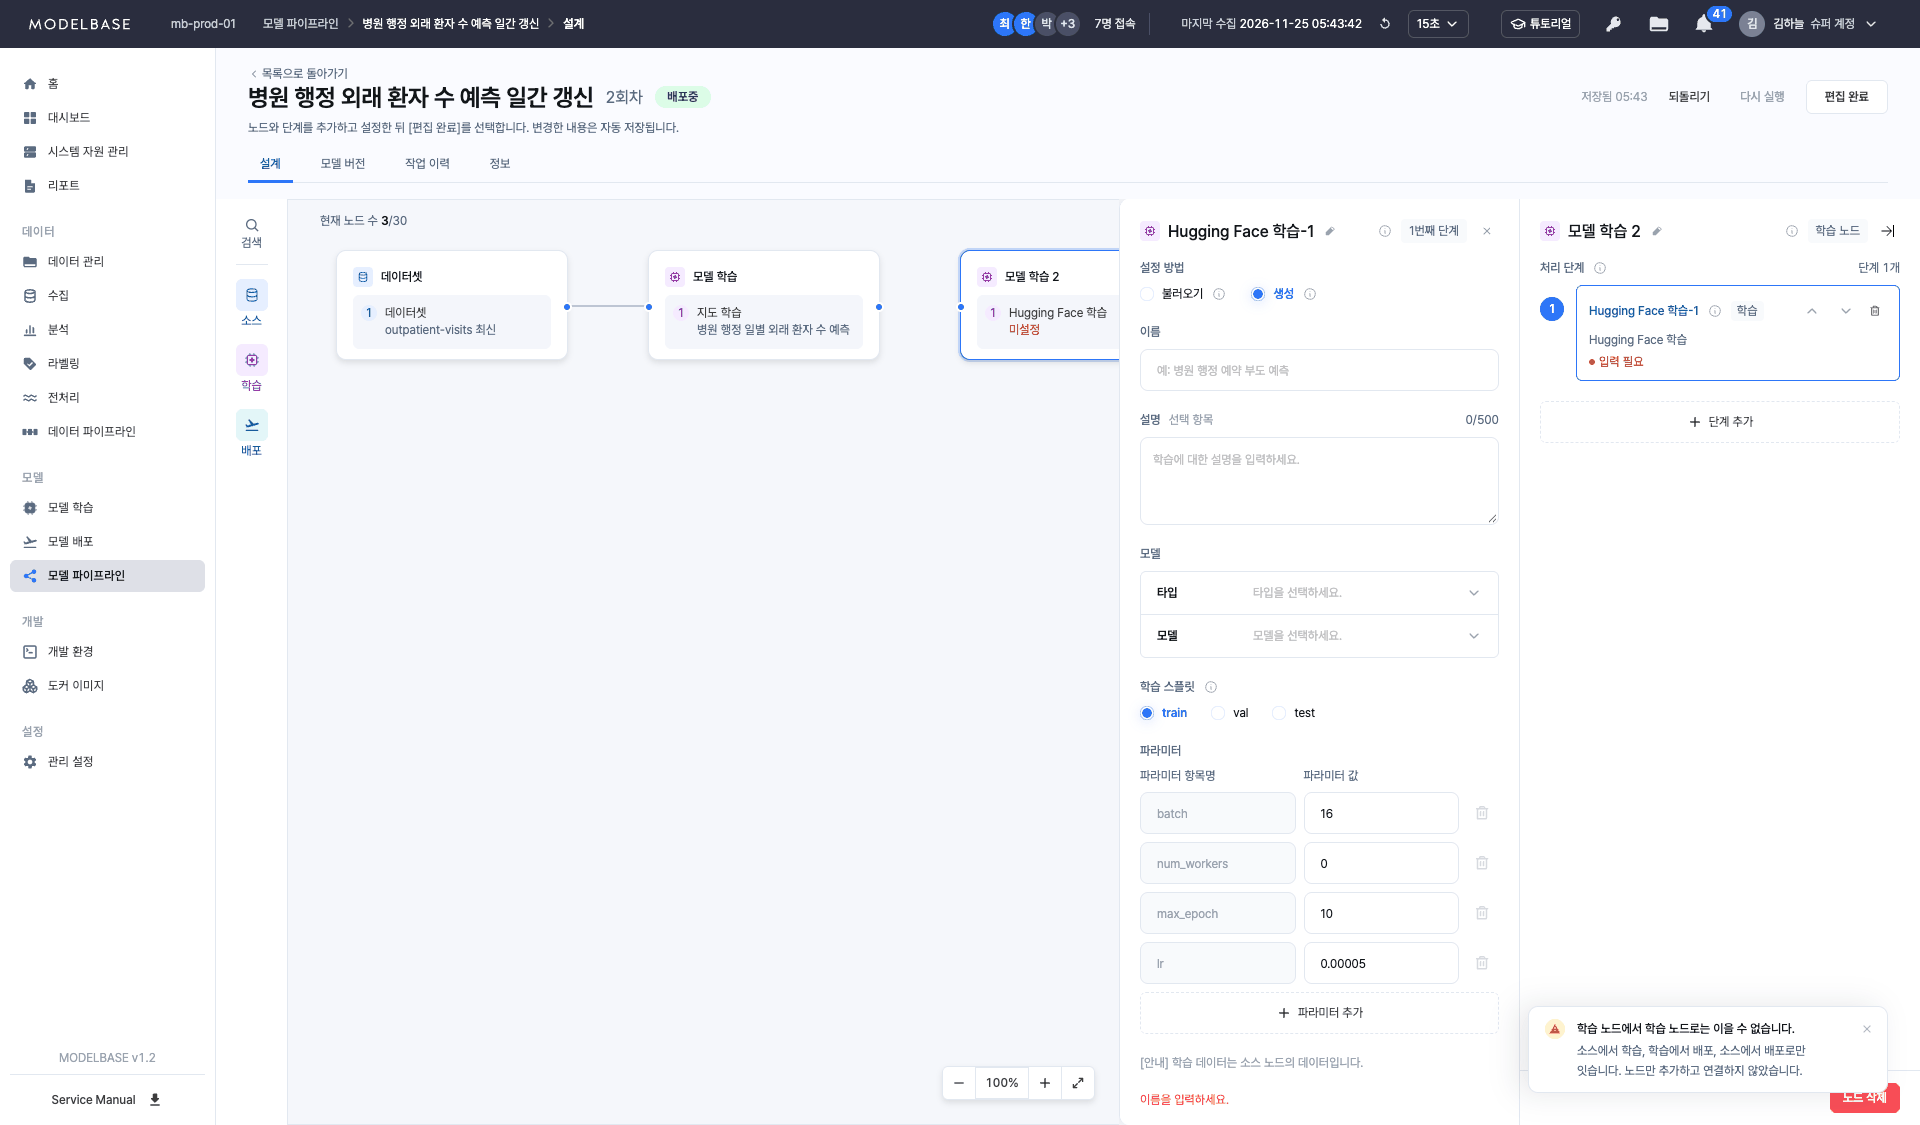 MODELBASE
mb-prod-01
모델 파이프라인
병원 행정 외래 환자 수 예측 일간 갱신
설계
최 한 박 +3
7명 접속
마지막 수집 2026-11-25 05:43:42
15초
튜토리얼
41
김
김하늘 슈퍼 계정
홈
대시보드
시스템 자원 관리
리포트
데이터
데이터 관리
수집
분석
라벨링
전처리
데이터 파이프라인
모델
모델 학습
모델 배포
모델 파이프라인
개발
개발 환경
도커 이미지
설정
관리 설정
MODELBASE v1.2
Service Manual
목록으로 돌아가기
병원 행정 외래 환자 수 예측 일간 갱신 2회차 배포중
노드와 단계를 추가하고 설정한 뒤 [편집 완료]를 선택합니다. 변경한 내용은 자동 저장됩니다.
저장됨 05:43
되돌리기
다시 실행
편집 완료
설계
모델 버전
작업 이력
정보
검색
소스
학습
배포
현재 노드 수 3/30
데이터셋
1 데이터셋
outpatient-visits 최신
모델 학습
1 지도 학습
병원 행정 일별 외래 환자 수 예측
모델 학습 2
1 Hugging Face 학습
미설정
100%
Hugging Face 학습-1
1번째 단계
설정 방법
불러오기
생성
이름
예: 병원 행정 예약 부도 예측
설명 선택 항목
0/500
학습에 대한 설명을 입력하세요.
모델
타입 타입을 선택하세요.
모델 모델을 선택하세요.
학습 스플릿
train
val
test
파라미터
파라미터 항목명 파라미터 값
batch 16
num_workers 0
max_epoch 10
lr 0.00005
파라미터 추가
[안내] 학습 데이터는 소스 노드의 데이터입니다.
이름을 입력하세요.
모델 학습 2
학습 노드
처리 단계
단계 1개
1
Hugging Face 학습-1
학습
Hugging Face 학습
입력 필요
단계 추가
학습 노드에서 학습 노드로는 이을 수 없습니다.
소스에서 학습, 학습에서 배포, 소스에서 배포로만
잇습니다. 노드만 추가하고 연결하지 않았습니다.
노드 삭제